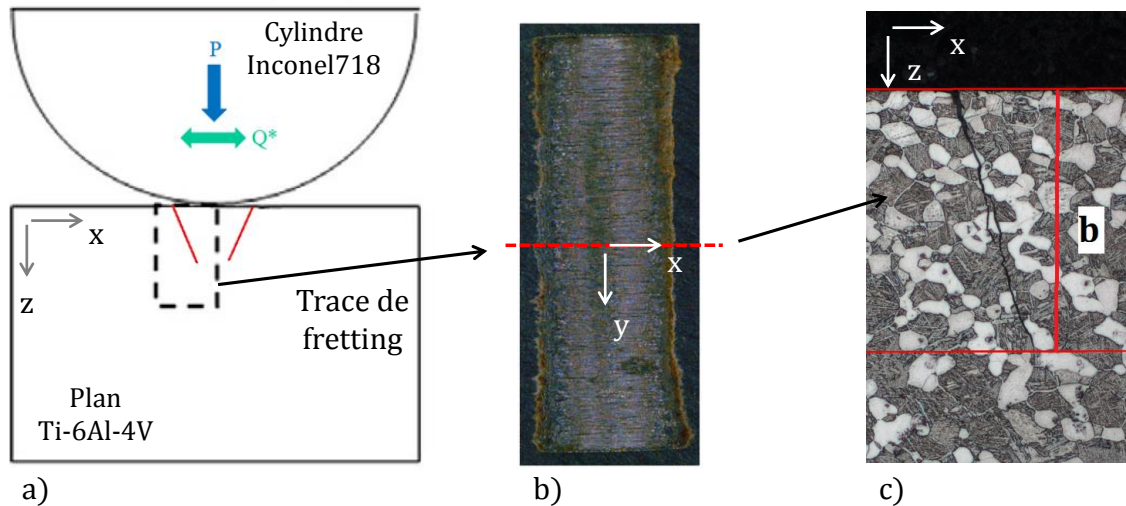 Cylindre
Inconel718
P
Q*
x
z
Trace de
fretting
Plan
Ti-6Al-4V
a)
x
y
b)
x
z
b
c)